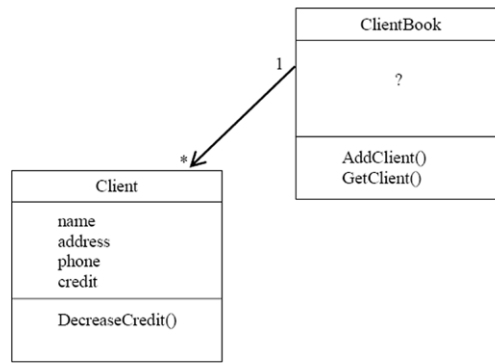 ClientBook
?
AddClient()
GetClient()
1
*
Client
name
address
phone
credit
DecreaseCredit()